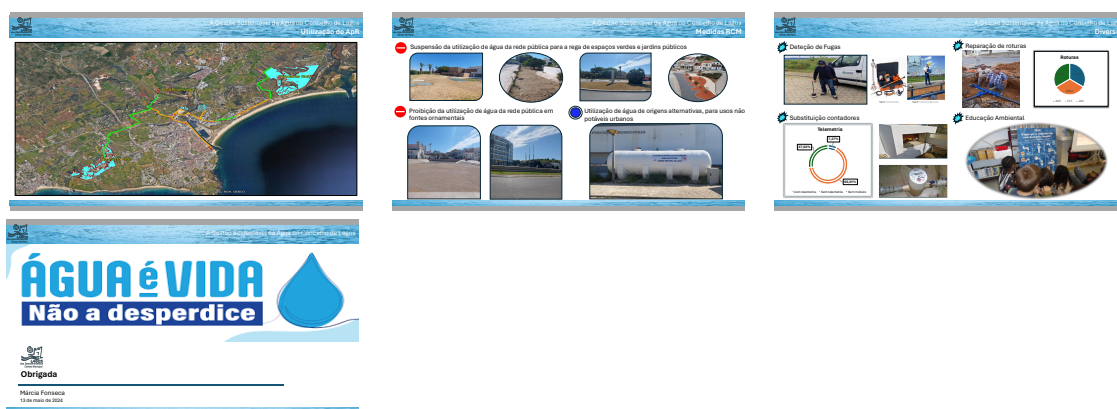 A Gestão Sustentável da Água no Concelho de Lagoa
Utilização de ApR
A Gestão Sustentável da Água no Concelho de Lagoa
Medidas RCM
Suspensão da utilização de água da rede pública para a rega de espaços verdes e jardins públicos
Proibição da utilização de água da rede pública em
fontes ornamentais
Utilização de água de origens alternativas, para usos não
potáveis urbanos
A Gestão Sustentável da Água no Concelho de Lagoa
Divers
Deteção de Fugas
Reparação de roturas
Roturas
Substituição contadores
Telemetria
Educação Ambiental
A Gestão Sustentável da Água no Concelho de Lagoa
ÁGUA é VIDA
Não a desperdice
Obrigada
Márcia Fonseca
13 de maio de 2024